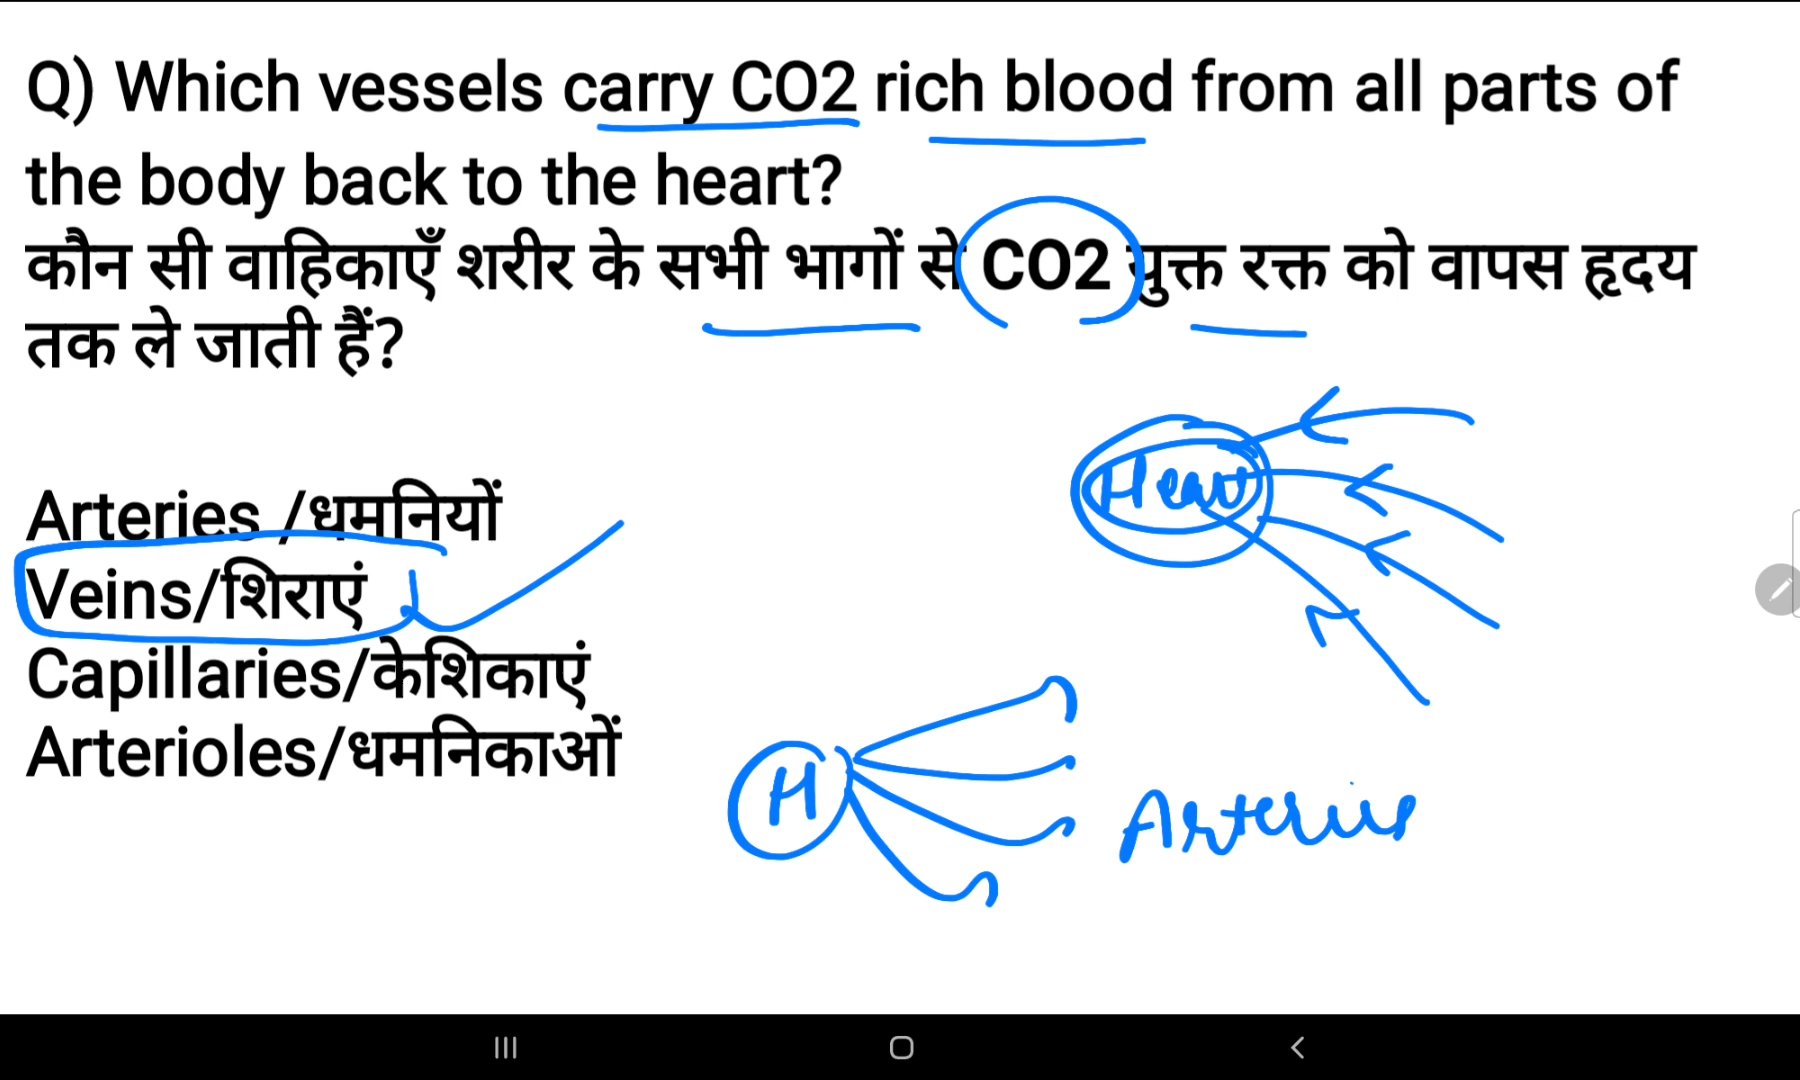 Q) Which vessels carry CO2 rich blood from all parts of
the body back to the heart?
कौन सी वाहिकाएँ शरीर के सभी भागों से CO2 युक्त रक्त को वापस हृदय
तक ले जाती हैं?
Heart
Arteries /धमनियों
Veins/शिराएं
Capillaries/केशिकाएं
Arterioles/धमनिकाओं
H
Arteries